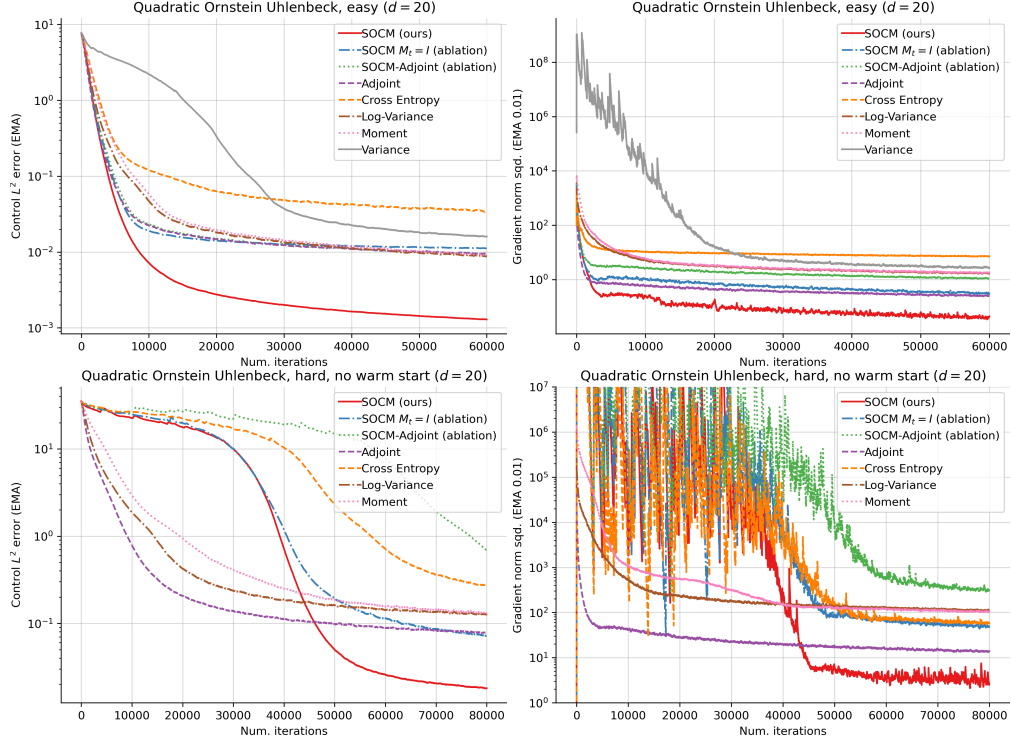 Quadratic Ornstein Uhlenbeck, easy (d = 20)
Control L² error (EMA)
10¹
10⁰
10⁻¹
10⁻²
10⁻³
SOCM (ours)
SOCM Mₜ = I (ablation)
SOCM-Adjoint (ablation)
Adjoint
Cross Entropy
Log-Variance
Moment
Variance
0 10000 20000 30000 40000 50000 60000
Num. iterations
Quadratic Ornstein Uhlenbeck, easy (d = 20)
Gradient norm sqd. (EMA 0.01)
10⁸
10⁶
10⁴
10²
10⁰
SOCM (ours)
SOCM Mₜ = I (ablation)
SOCM-Adjoint (ablation)
Adjoint
Cross Entropy
Log-Variance
Moment
Variance
0 10000 20000 30000 40000 50000 60000
Num. iterations
Quadratic Ornstein Uhlenbeck, hard, no warm start (d = 20)
Control L² error (EMA)
10¹
10⁰
10⁻¹
SOCM (ours)
SOCM Mₜ = I (ablation)
SOCM-Adjoint (ablation)
Adjoint
Cross Entropy
Log-Variance
Moment
0 10000 20000 30000 40000 50000 60000 70000 80000
Num. iterations
Quadratic Ornstein Uhlenbeck, hard, no warm start (d = 20)
Gradient norm sqd. (EMA 0.01)
10⁷
10⁶
10⁵
10⁴
10³
10²
10¹
10⁰
SOCM (ours)
SOCM Mₜ = I (ablation)
SOCM-Adjoint (ablation)
Adjoint
Cross Entropy
Log-Variance
Moment
0 10000 20000 30000 40000 50000 60000 70000 80000
Num. iterations